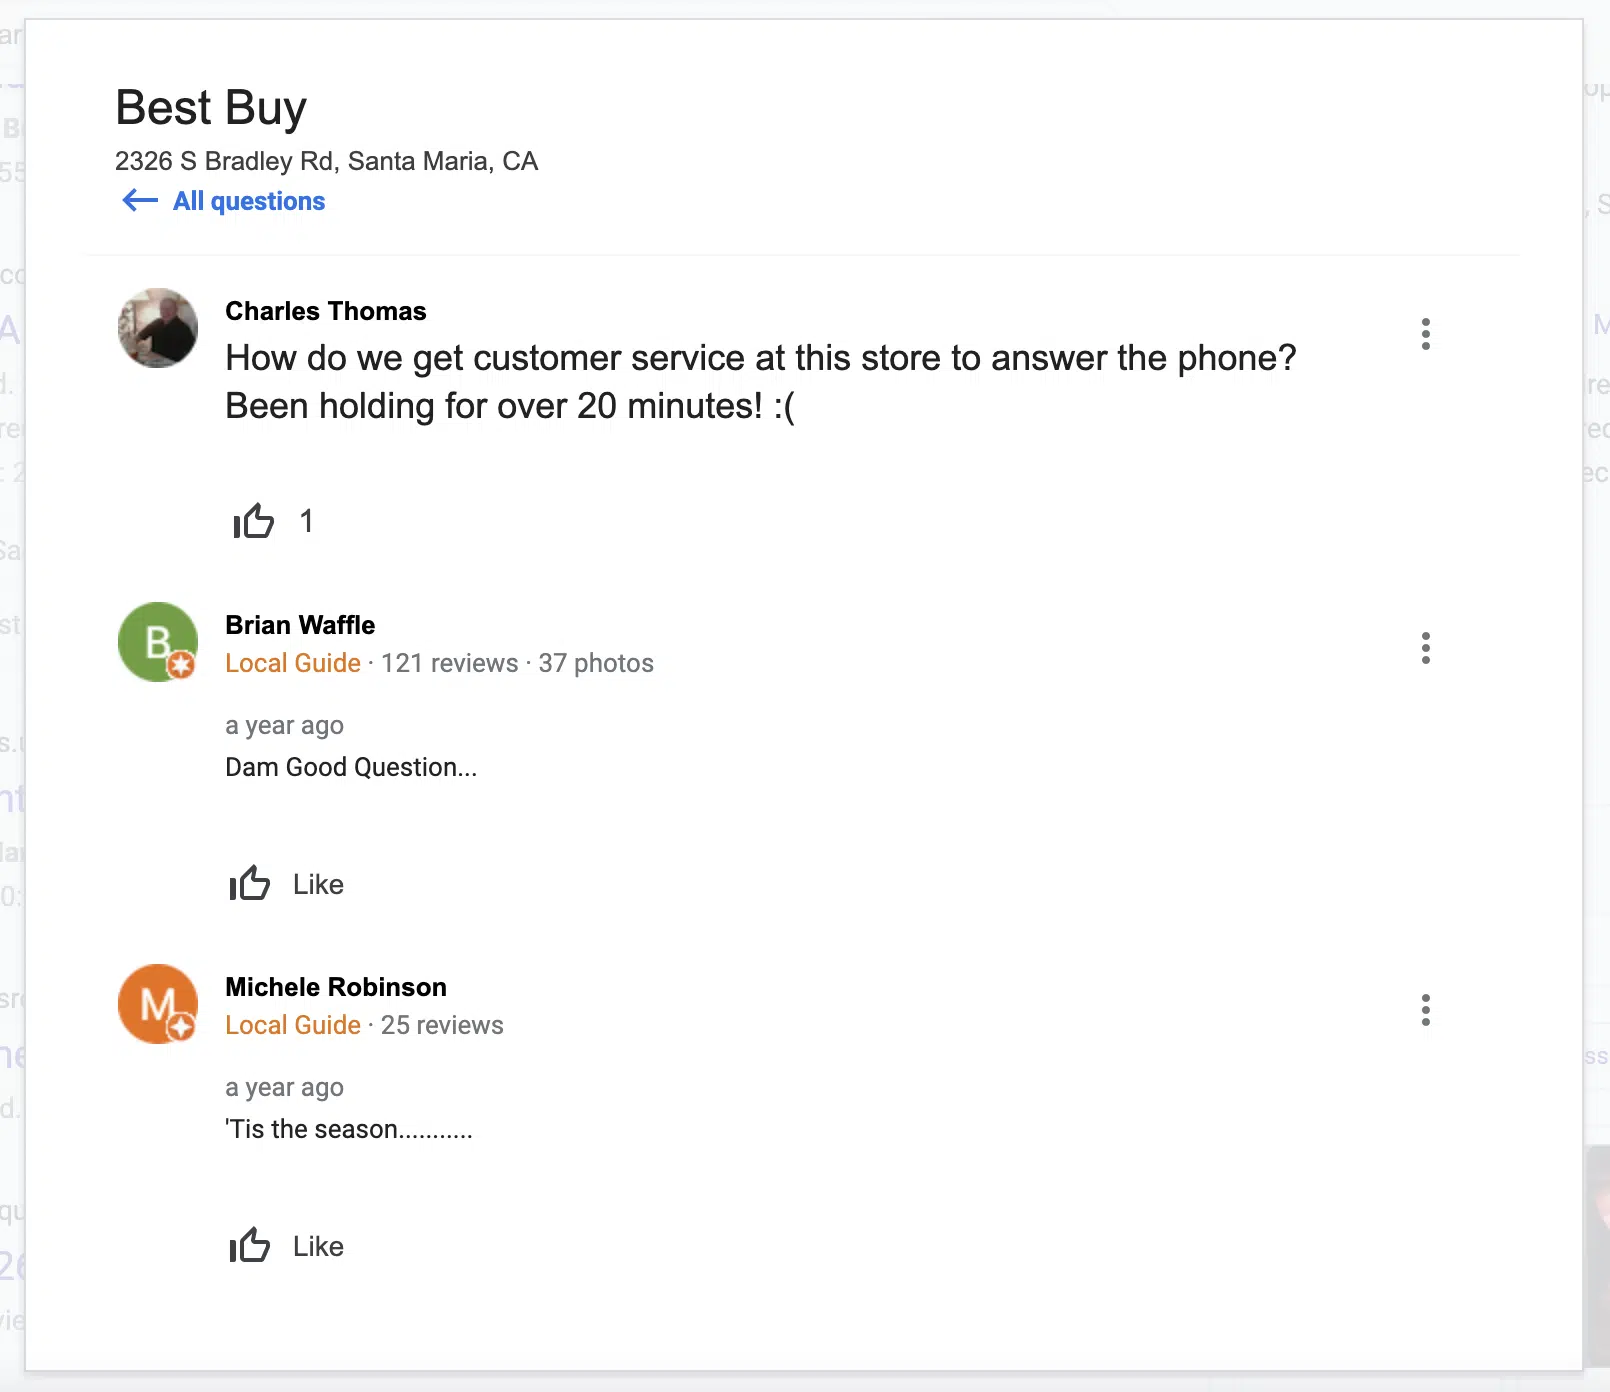 Best Buy
2326 S Bradley Rd, Santa Maria, CA
← All questions
Charles Thomas
How do we get customer service at this store to answer the phone?
Been holding for over 20 minutes! :(
1
B
Brian Waffle
Local Guide · 121 reviews · 37 photos
a year ago
Dam Good Question...
Like
M
Michele Robinson
Local Guide · 25 reviews
a year ago
'Tis the season...........
Like